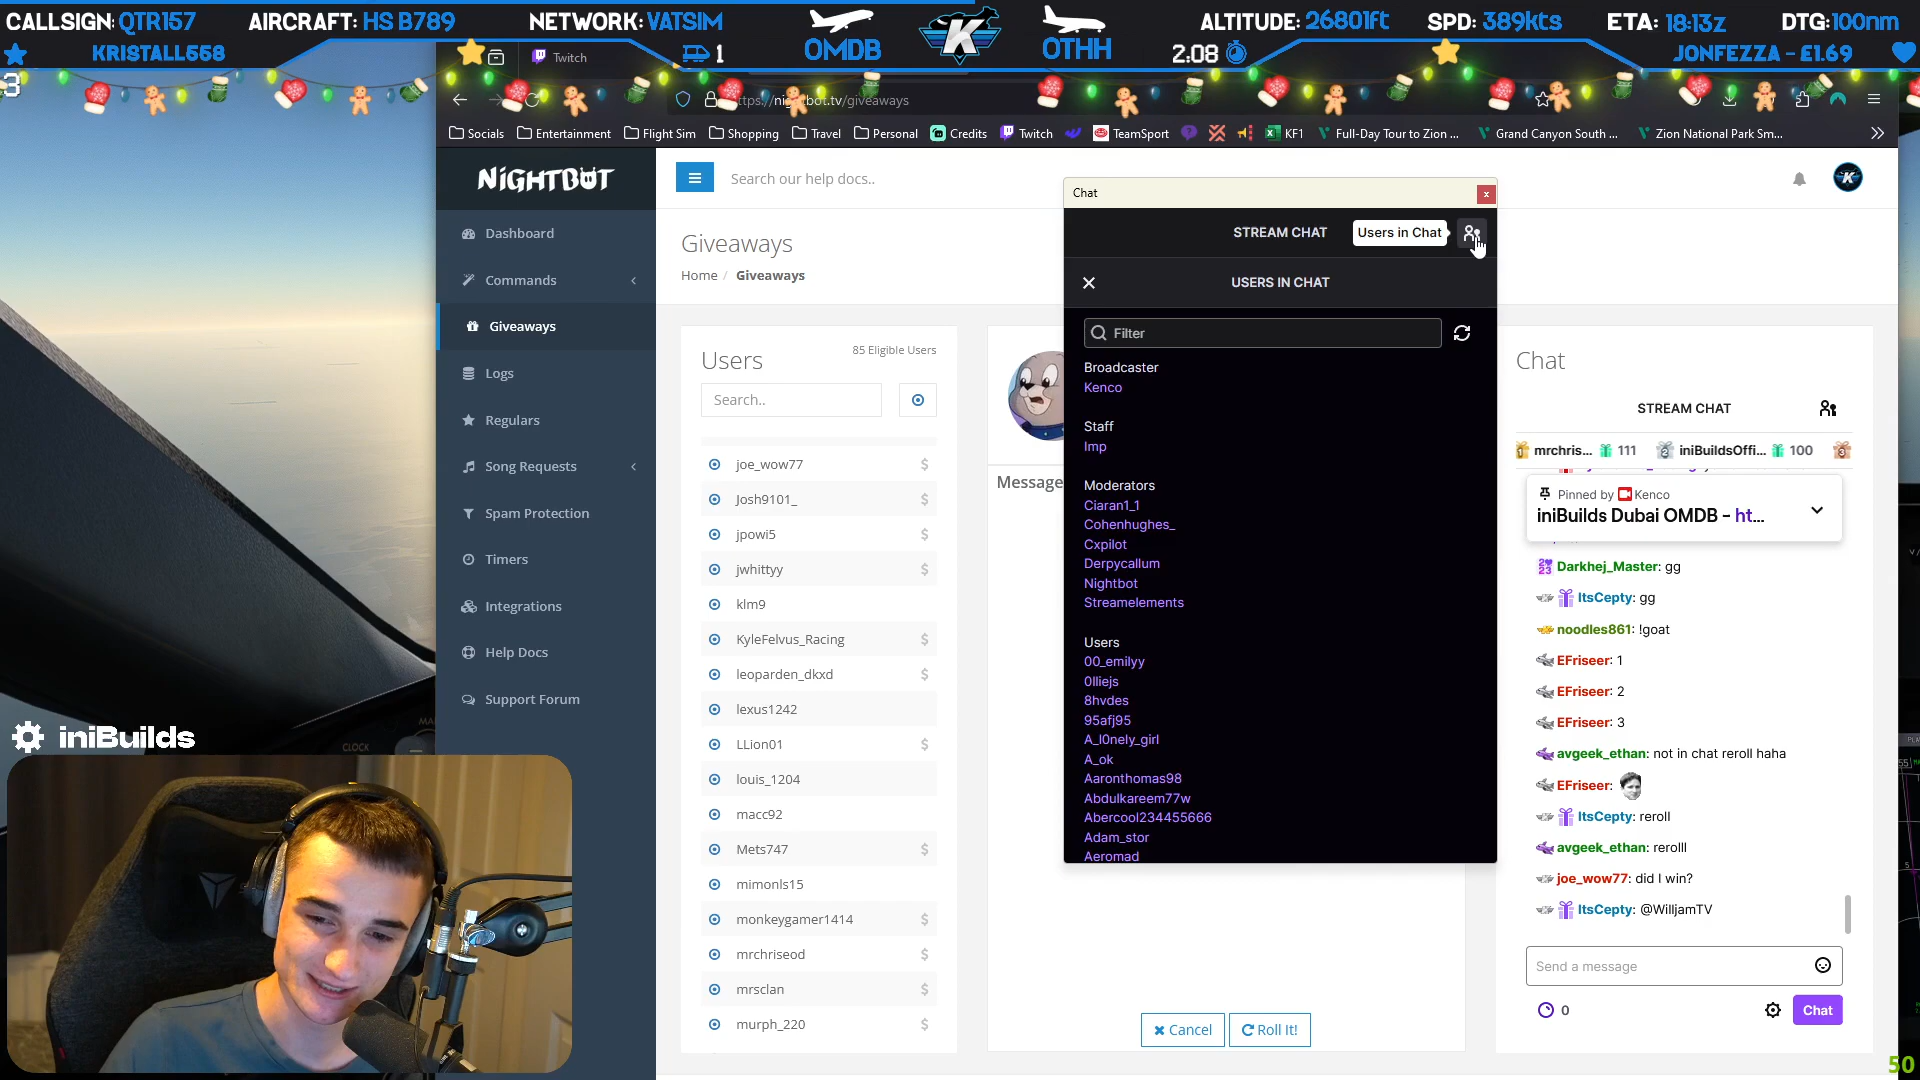 CALLSIGN: QTR157
AIRCRAFT: HS B789
NETWORK: VATSIM
OMDB
OTHH
ALTITUDE: 26801ft
SPD: 389kts
ETA: 18:13z
DTG: 100nm
KRISTALL558
1
2:08
JONFEZZA - £1.69
3
Twitch
Socials
Entertainment
Flight Sim
Shopping
Travel
Personal
Credits
Twitch
TeamSport
KF1
Full-Day Tour to Zion ...
Grand Canyon South ...
Zion National Park Sm...
NIGHTBOT
Dashboard
Commands
Giveaways
Logs
Regulars
Song Requests
Spam Protection
Timers
Integrations
Help Docs
Support Forum
Search our help docs..
Giveaways
Home / Giveaways
Users
85 Eligible Users
Search..
joe_wow77 $
Josh9101_ $
jpowi5 $
jwhittyy $
klm9
KyleFelvus_Racing $
leoparden_dkxd $
lexus1242
LLion01 $
louis_1204
macc92
Mets747 $
mimonls15
monkeygamer1414 $
mrchriseod $
mrsclan $
murph_220 $
Message
Cancel
Roll It!
Chat
STREAM CHAT
Users in Chat
USERS IN CHAT
Filter
Broadcaster
Kenco
Staff
Imp
Moderators
Ciaran1_1
Cohenhughes_
Cxpilot
Derpycallum
Nightbot
Streamelements
Users
00_emilyy
0lliejs
8hvdes
95afj95
A_l0nely_girl
A_ok
Aaronthomas98
Abdulkareem77w
Abercool234455666
Adam_stor
Aeromad
Chat
STREAM CHAT
1 mrchris... 111
2 iniBuildsOffi... 100
3
Pinned by Kenco
iniBuilds Dubai OMDB - ht...
Darkhej_Master: gg
ItsCepty: gg
noodles861: !goat
EFriseer: 1
EFriseer: 2
EFriseer: 3
avgeek_ethan: not in chat reroll haha
EFriseer:
ItsCepty: reroll
avgeek_ethan: rerolll
joe_wow77: did I win?
ItsCepty: @WilljamTV
Send a message
0
Chat
iniBuilds
CLOCK
50